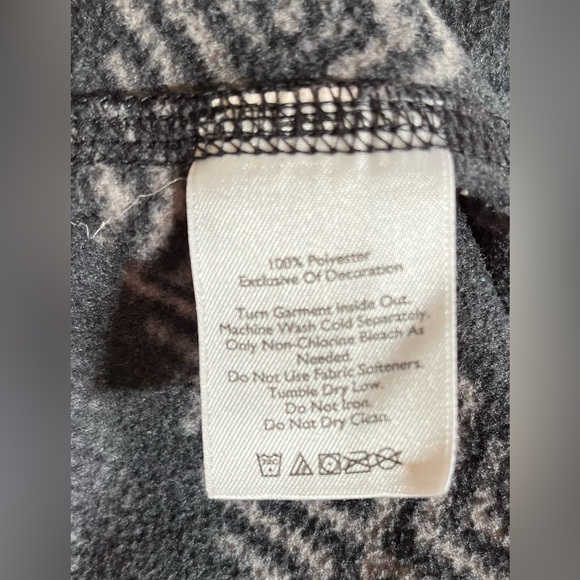 100% Polyester
Exclusive Of Decoration
Turn Garment Inside Out.
Machine Wash Cold Separately.
Only Non-Chlorine Bleach As
Needed.
Do Not Use Fabric Softeners.
Tumble Dry Low.
Do Not Iron.
Do Not Dry Clean.